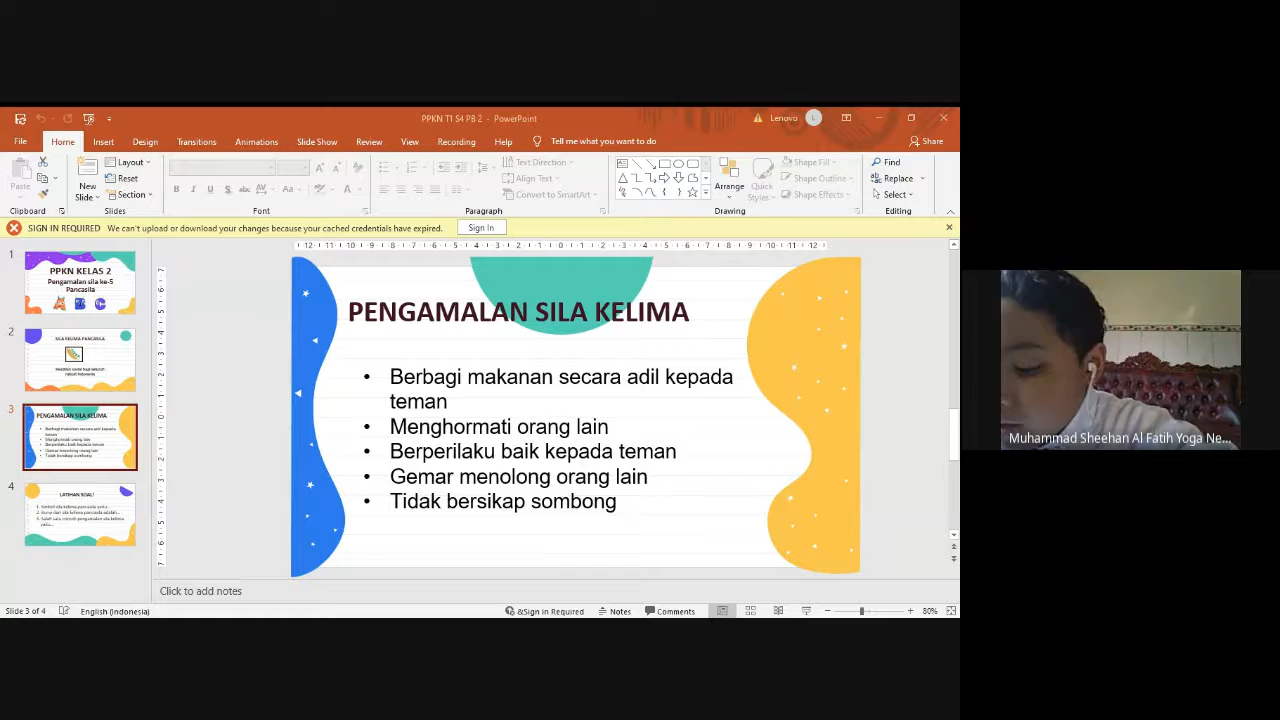 PPKN T1 S4 PB 2 - PowerPoint
Lenovo
L
File
Home
Insert
Design
Transitions
Animations
Slide Show
Review
View
Recording
Help
Tell me what you want to do
Share
Paste
New
Slide
Layout
Reset
Section
Text Direction
Align Text
Convert to SmartArt
Arrange
Quick
Styles
Shape Fill
Shape Outline
Shape Effects
Find
Replace
Select
Clipboard
Slides
Font
Paragraph
Drawing
Editing
SIGN IN REQUIRED We can't upload or download your changes because your cached credentials have expired.
Sign In
1
PPKN KELAS 2
Pengamalan sila ke-5
Pancasila
2
SILA KELIMA PANCASILA
3
PENGAMALAN SILA KELIMA
Berbagi makanan secara adil kepada
teman
Menghormati orang lain
Berperilaku baik kepada teman
Gemar menolong orang lain
Tidak bersikap sombong
4
LATIHAN SOAL!
PENGAMALAN SILA KELIMA
• Berbagi makanan secara adil kepada
teman
• Menghormati orang lain
• Berperilaku baik kepada teman
• Gemar menolong orang lain
• Tidak bersikap sombong
Click to add notes
Slide 3 of 4
English (Indonesia)
&Sign in Required
Notes
Comments
80%
Muhammad Sheehan Al Fatih Yoga Ne...